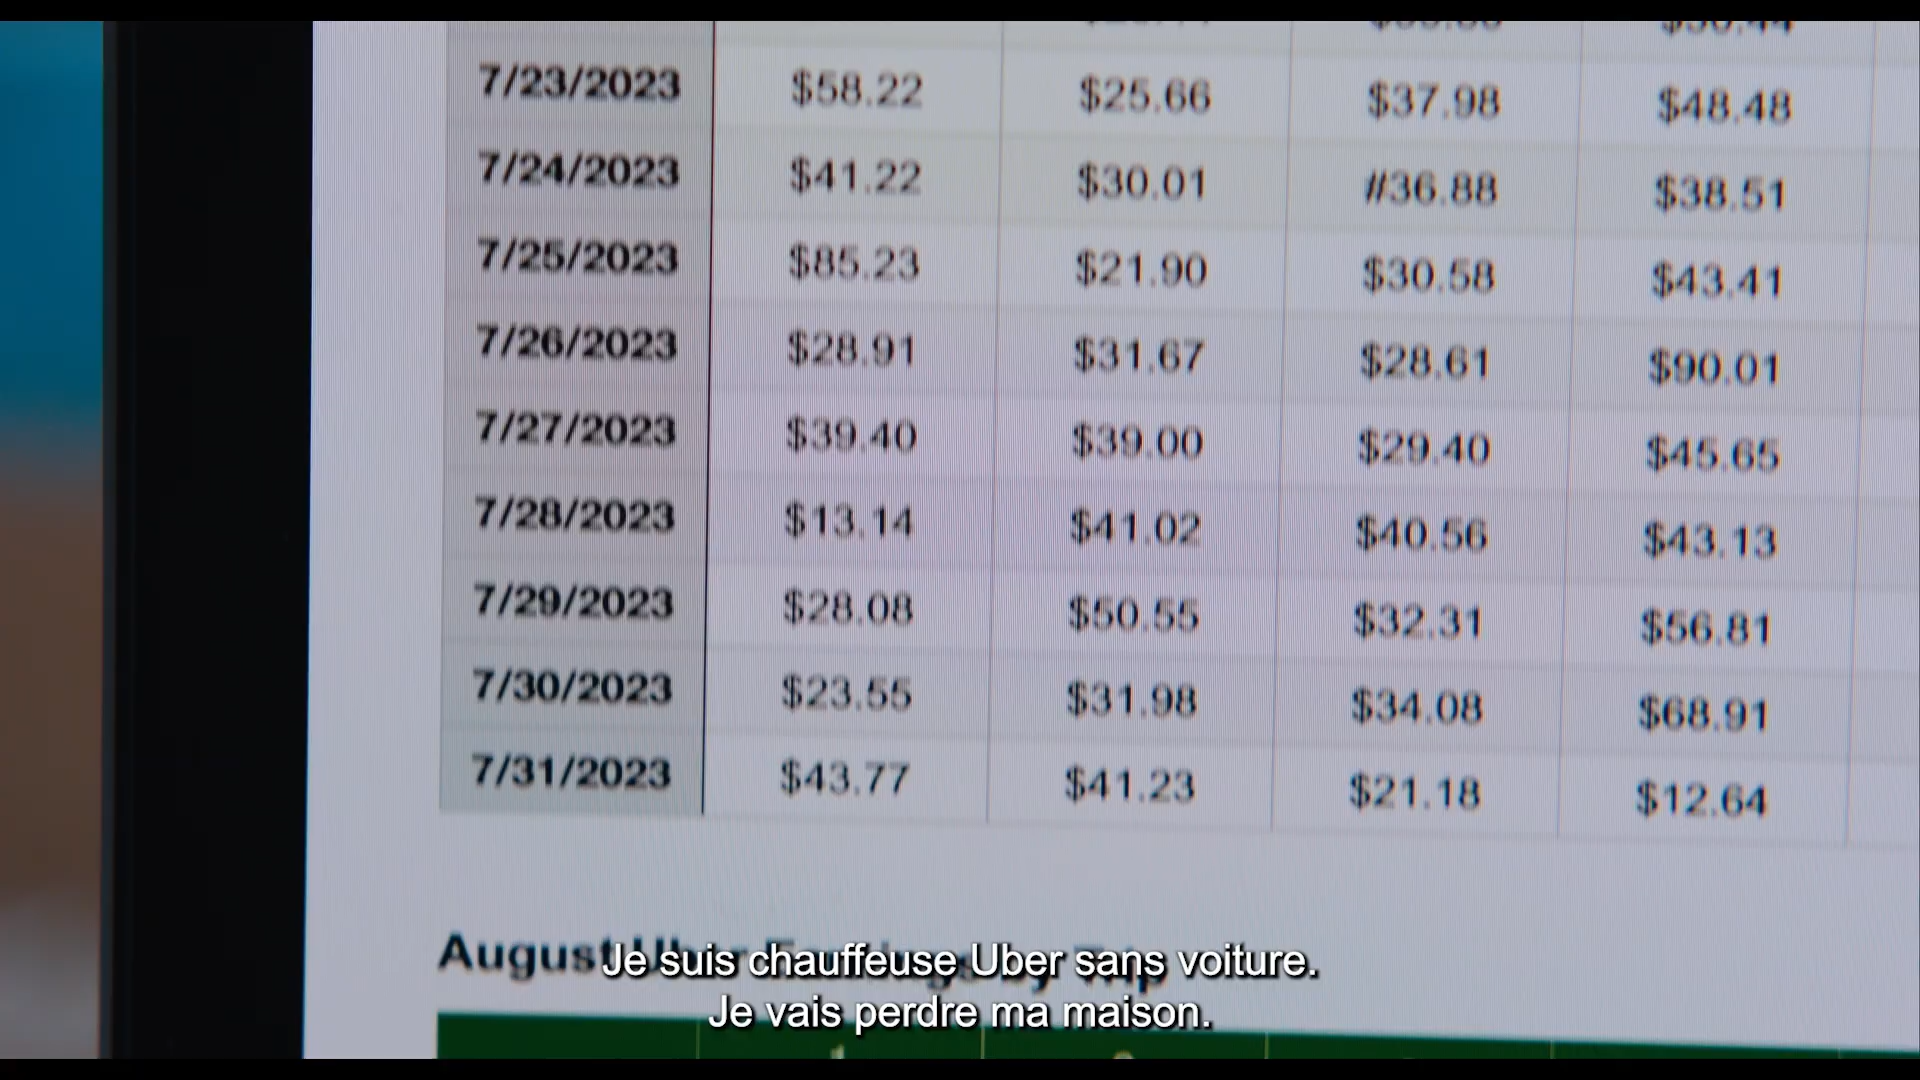 7/23/2023 $58.22 $25.66 $37.98 $48.48
7/24/2023 $41.22 $30.01 #36.88 $38.51
7/25/2023 $85.23 $21.90 $30.58 $43.41
7/26/2023 $28.91 $31.67 $28.61 $90.01
7/27/2023 $39.40 $39.00 $29.40 $45.65
7/28/2023 $13.14 $41.02 $40.56 $43.13
7/29/2023 $28.08 $50.55 $32.31 $56.81
7/30/2023 $23.55 $31.98 $34.08 $68.91
7/31/2023 $43.77 $41.23 $21.18 $12.64
August Uber Earnings by Trip
Je suis chauffeuse Uber sans voiture.
Je vais perdre ma maison.